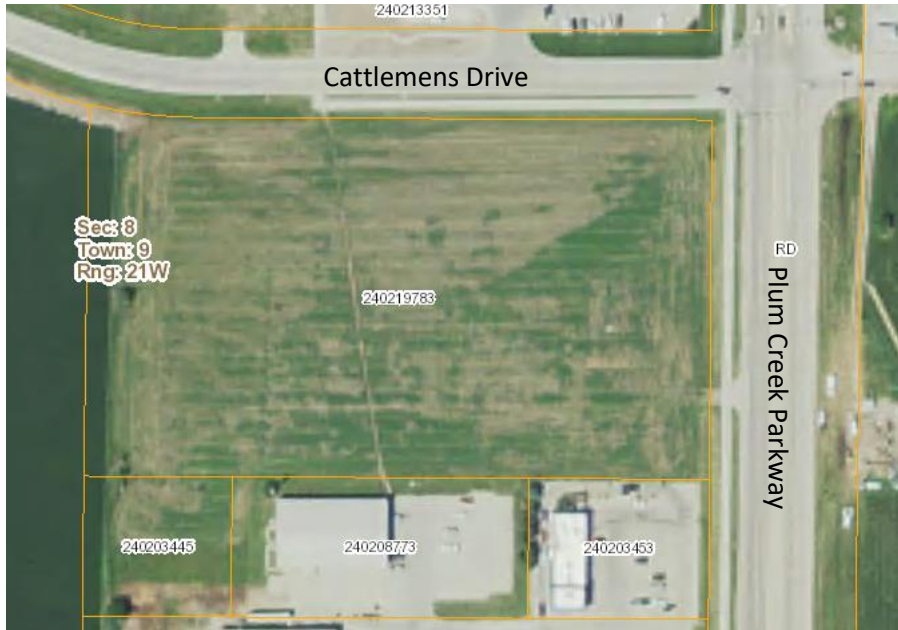 240213351
Cattlemens Drive
Sec: 8
Town: 9
Rng: 21W
240219783
RD
Plum Creek Parkway
240203445
240208773
240203453